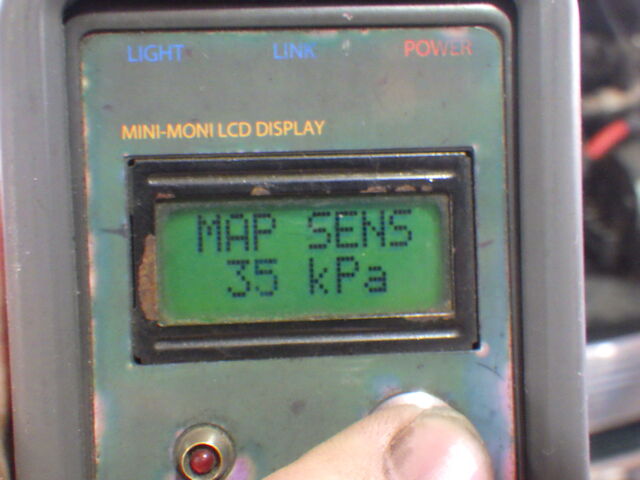 LIGHT LINK POWER
MINI-MONI LCD DISPLAY
MAP SENS
35 kPa